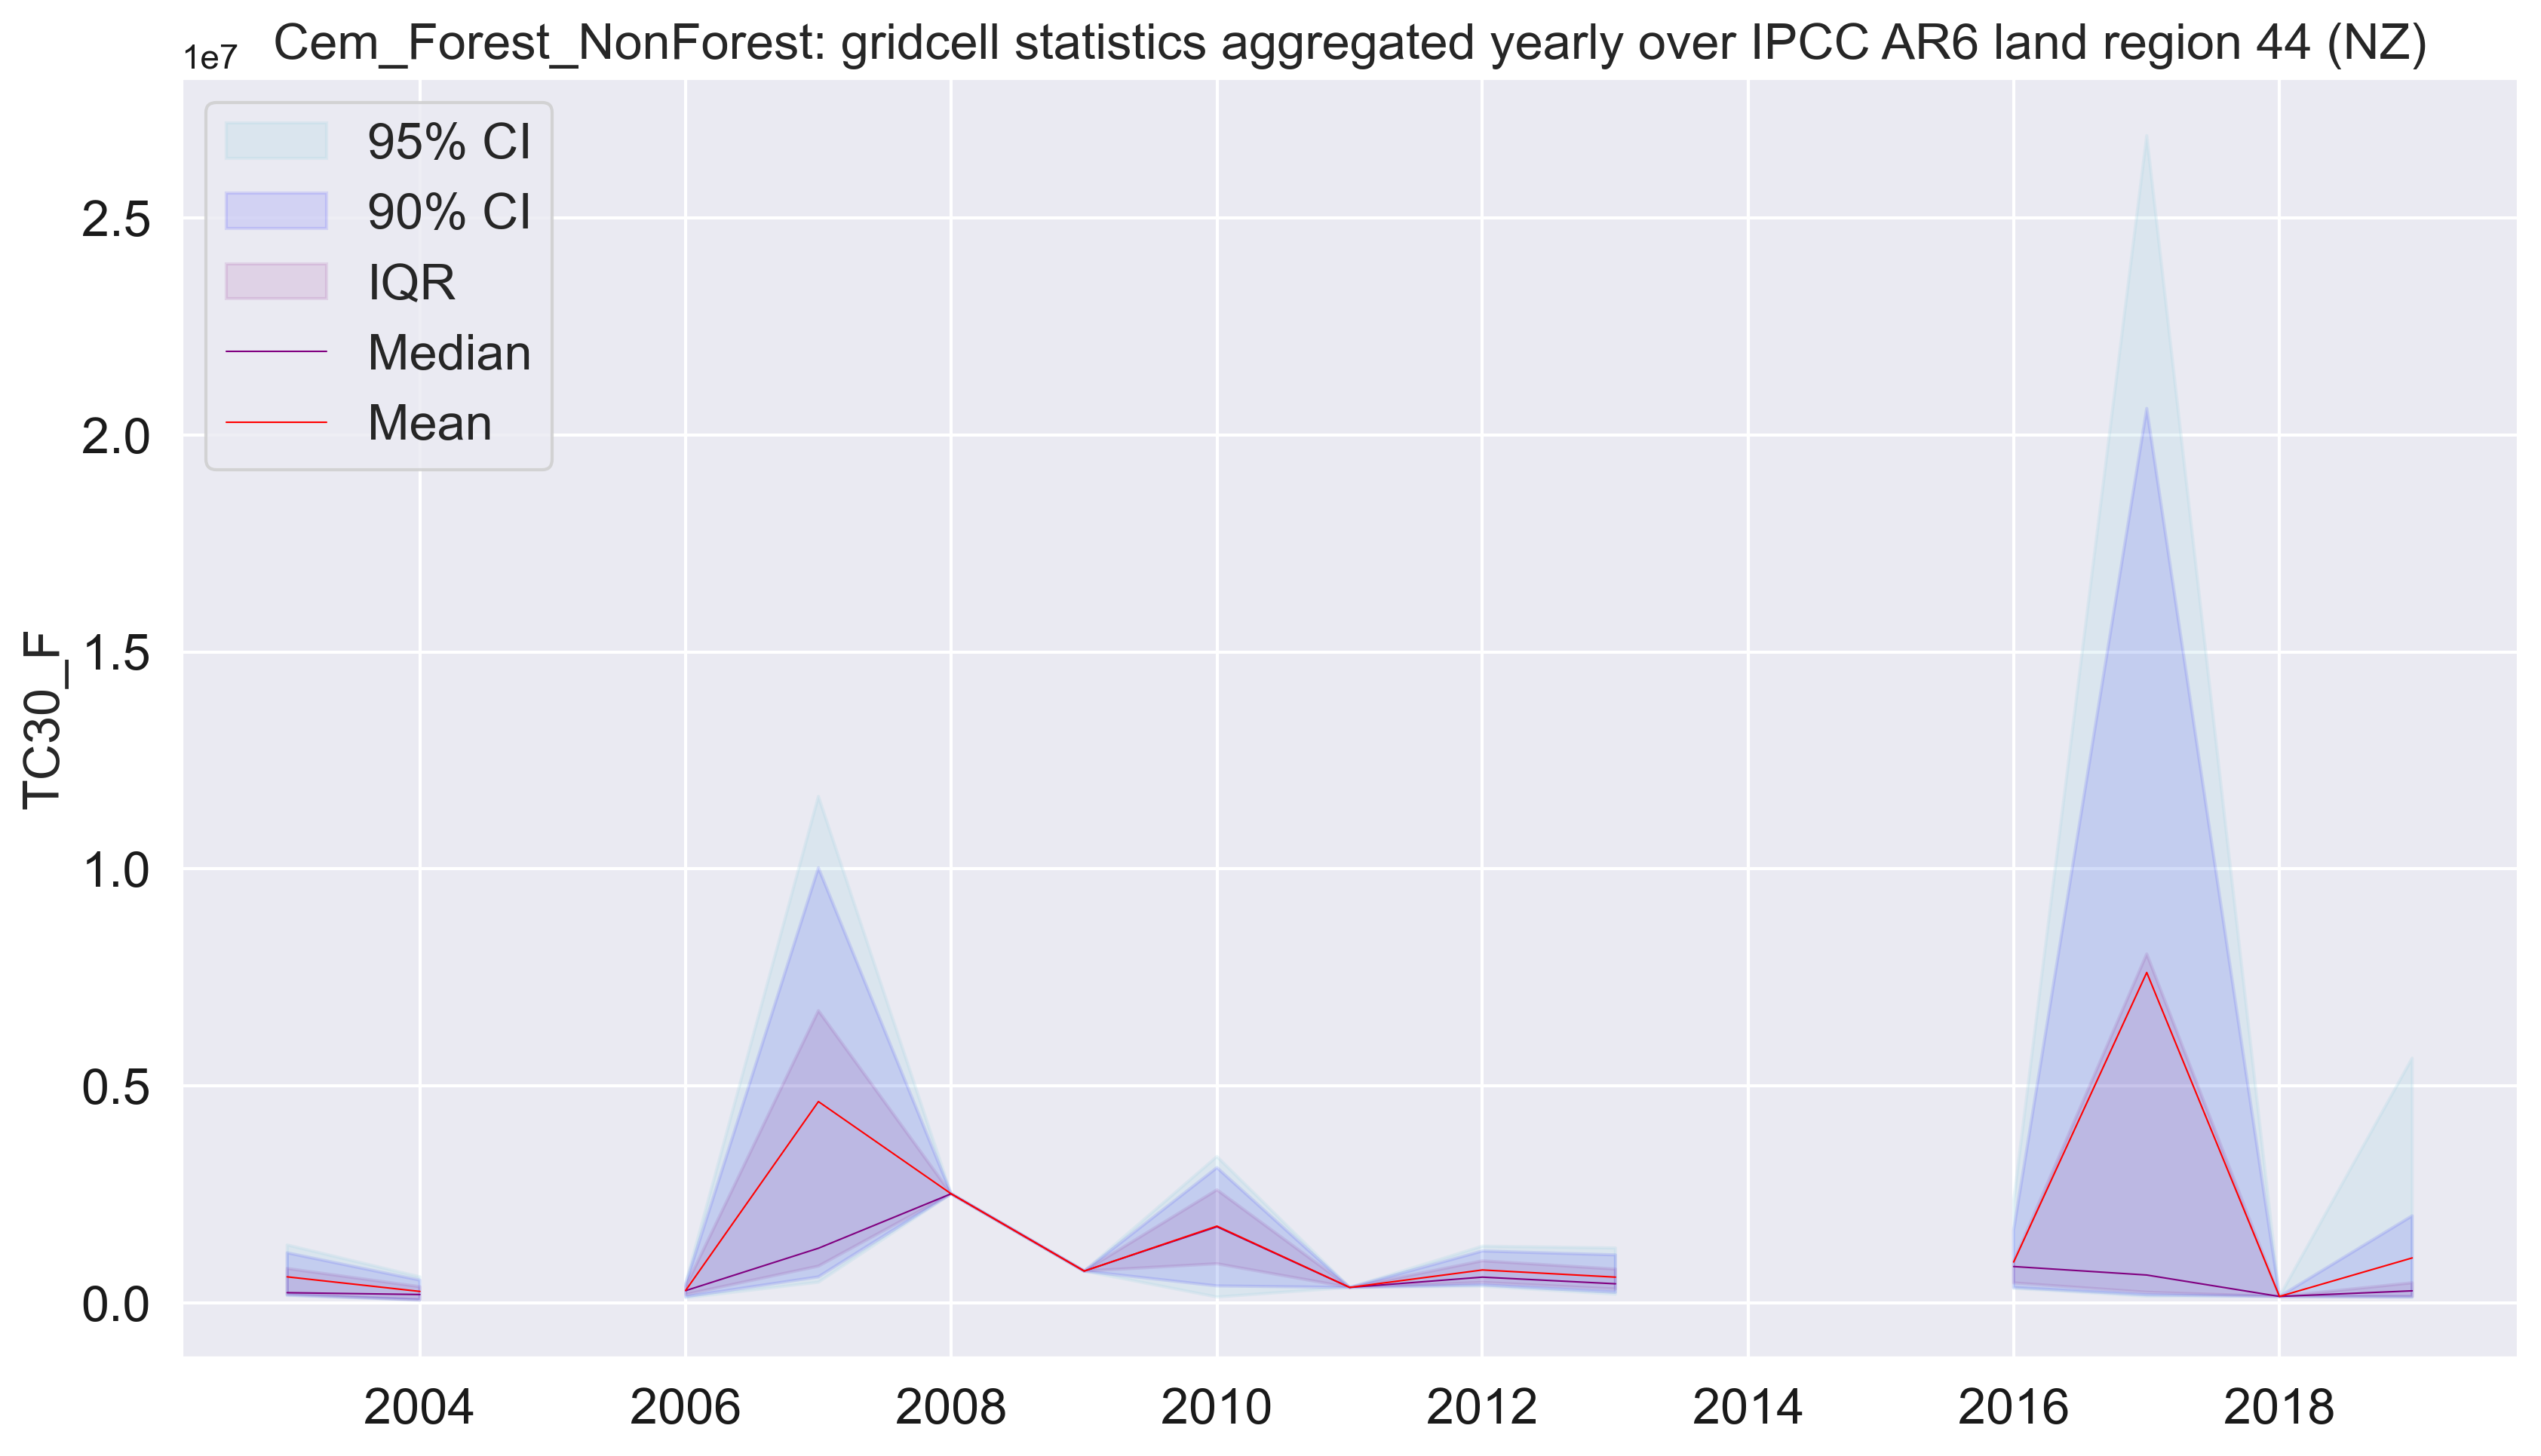 Cem_Forest_NonForest: gridcell statistics aggregated yearly over IPCC AR6 land region 44 (NZ)
1e7
95% CI
90% CI
IQR
Median
Mean
2.5
2.0
1.5
1.0
0.5
0.0
TC30_F
2004 2006 2008 2010 2012 2014 2016 2018